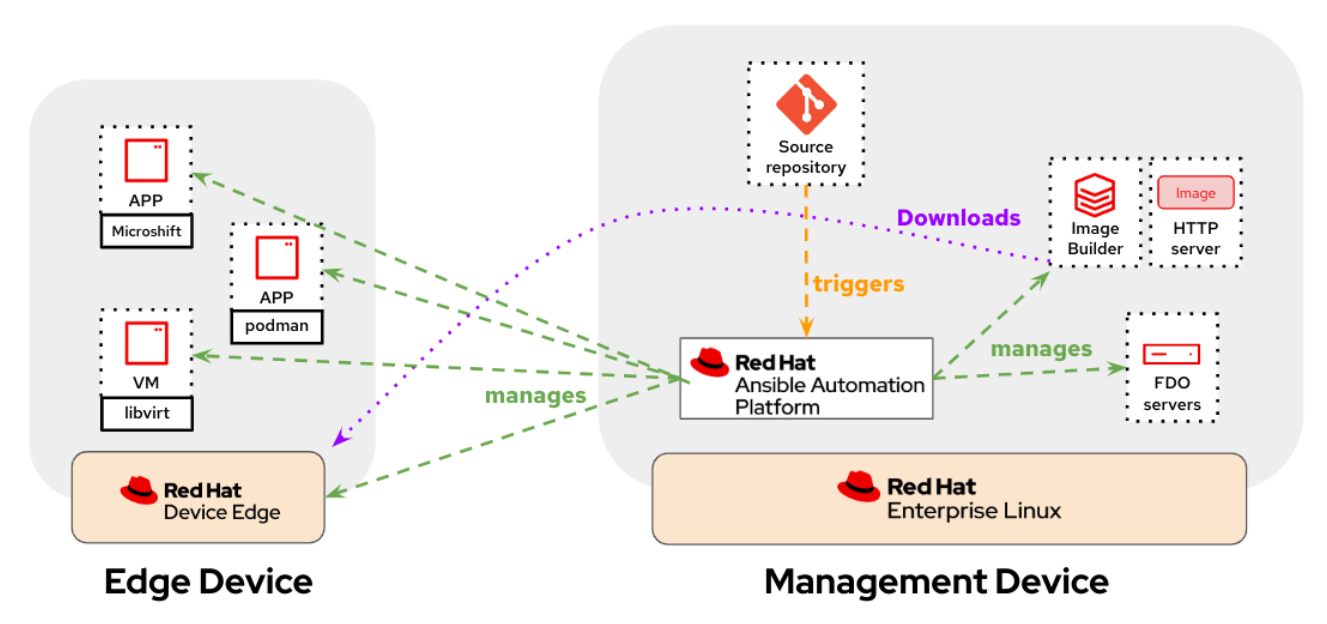 APP
Microshift
APP
podman
VM
libvirt
manages
Red Hat
Device Edge
Edge Device
Source
repository
triggers
Downloads
Image
Builder
Image
HTTP
server
Red Hat
Ansible Automation
Platform
manages
FDO
servers
Red Hat
Enterprise Linux
Management Device